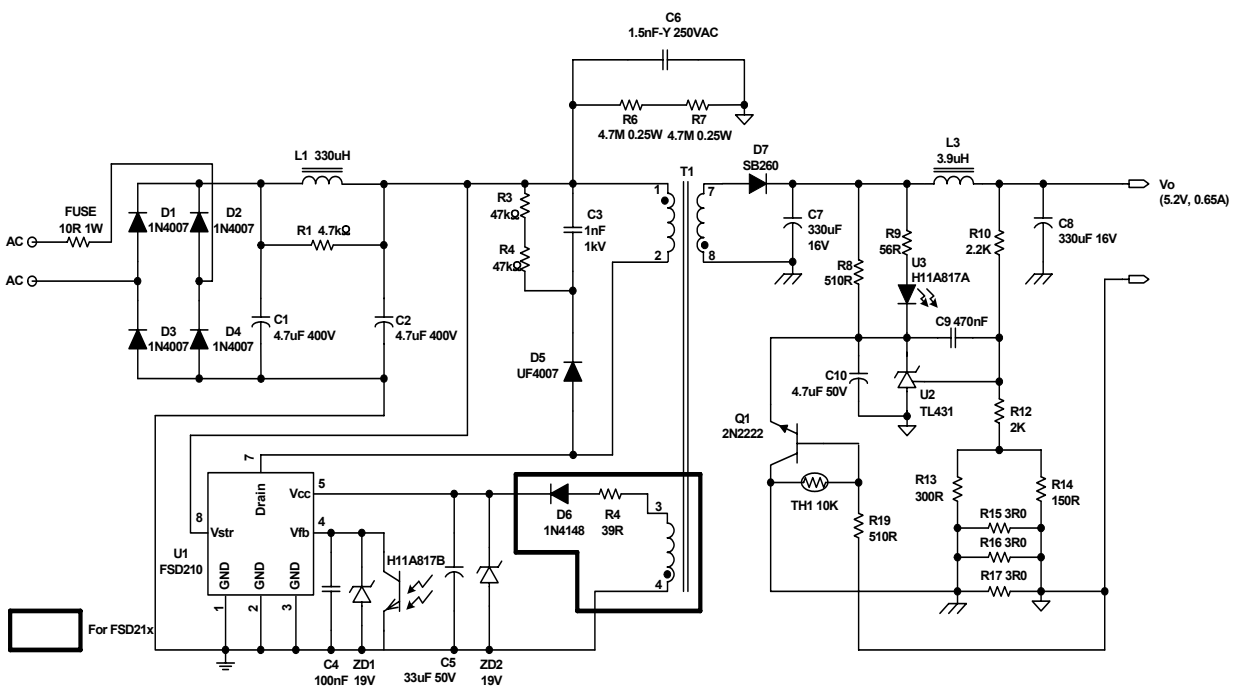 C6
1.5nF-Y 250VAC
R6
4.7M 0.25W
R7
4.7M 0.25W
L1 330uH
T1
D7
SB260
L3
3.9uH
FUSE
10R 1W
AC
AC
D1
1N4007
D2
1N4007
R1 4.7kΩ
R3
47kΩ
R4
47kΩ
C3
1nF
1kV
1
2
7
8
C7
330uF
16V
R9
56R
R10
2.2K
C8
330uF 16V
Vo
(5.2V, 0.65A)
R8
510R
U3
H11A817A
C9 470nF
D3
1N4007
D4
1N4007
C1
4.7uF 400V
C2
4.7uF 400V
D5
UF4007
C10
4.7uF 50V
U2
TL431
Q1
2N2222
R12
2K
R13
300R
R14
150R
TH1 10K
R19
510R
R15 3R0
R16 3R0
R17 3R0
7
Drain
Vcc
5
Vfb
4
8
Vstr
U1
FSD210
GND
GND
GND
1
2
3
D6
1N4148
R4
39R
3
4
H11A817B
C4
100nF
ZD1
19V
C5
33uF 50V
ZD2
19V
For FSD21x